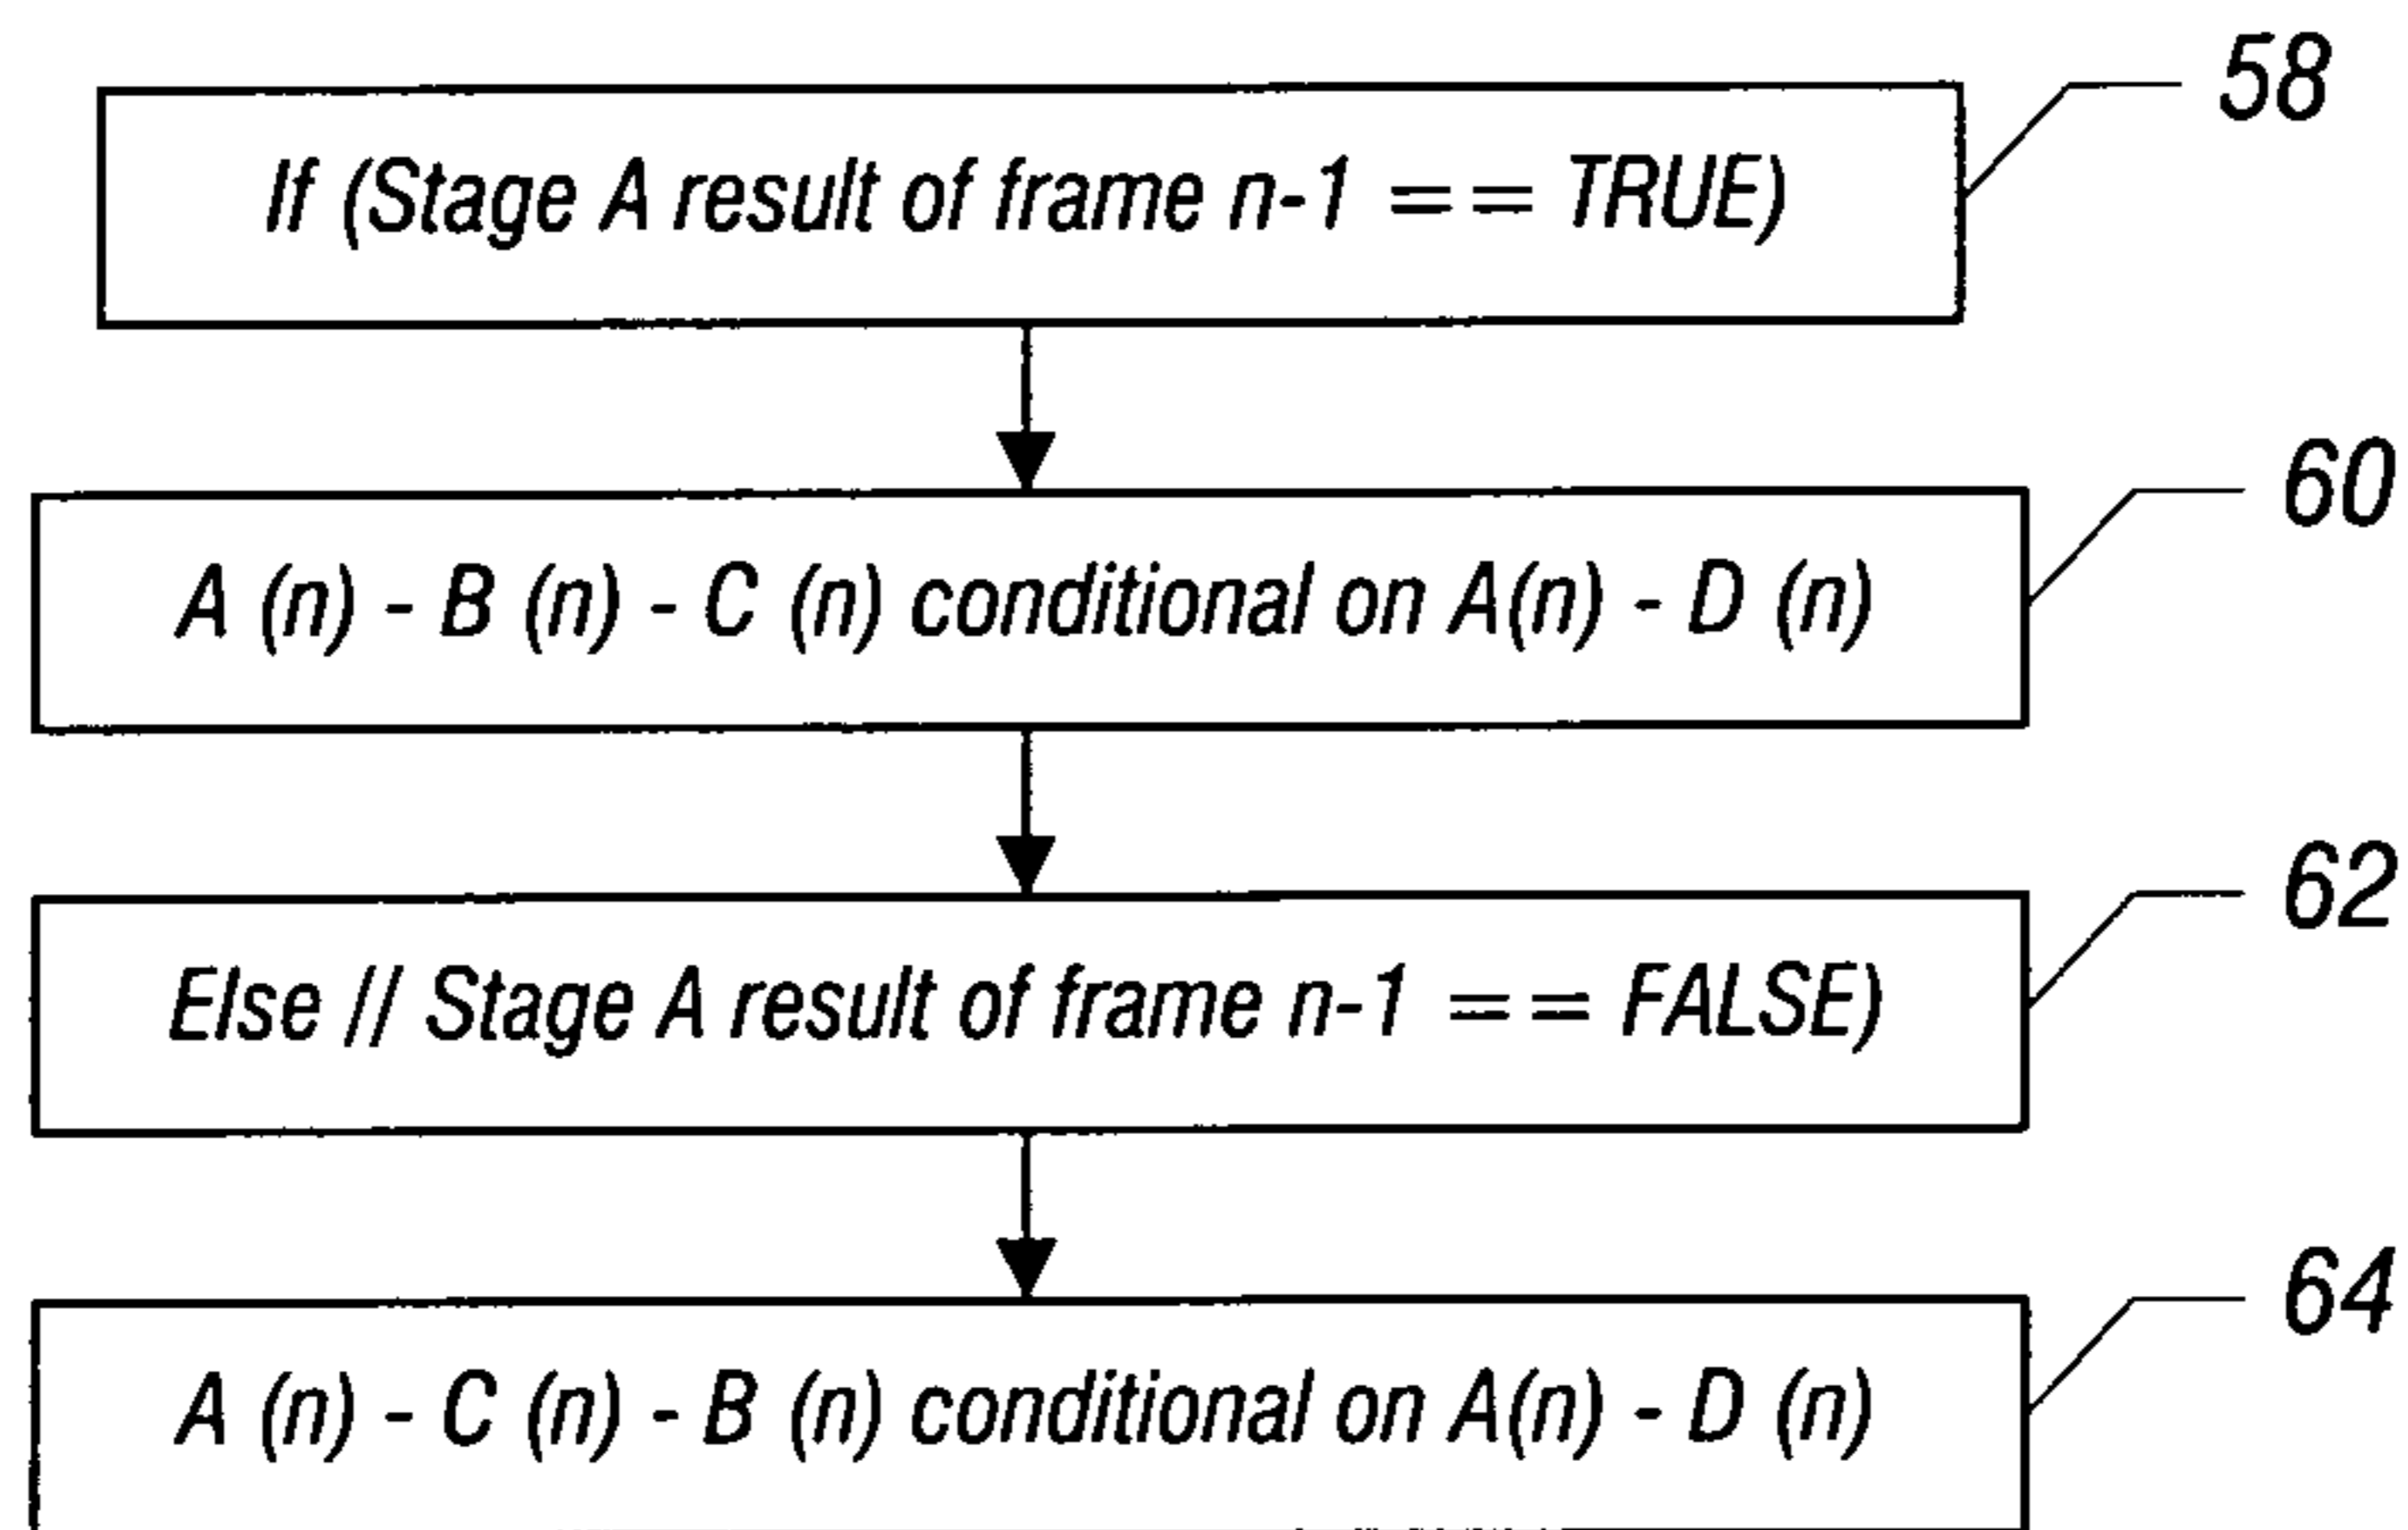 58
If (Stage A result of frame n-1 == TRUE)
60
A (n) - B (n) - C (n) conditional on A(n) - D (n)
62
Else // Stage A result of frame n-1 == FALSE)
64
A (n) - C (n) - B (n) conditional on A(n) - D (n)